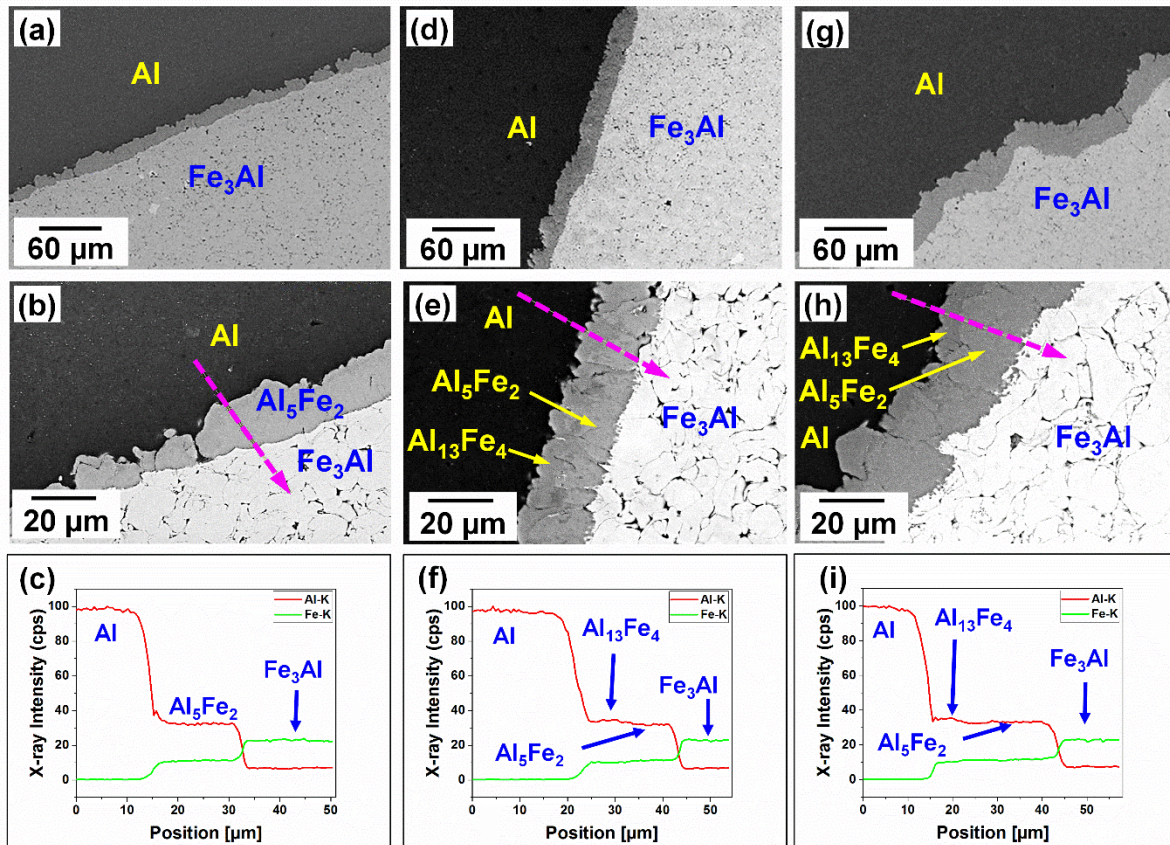 (a)
Al
Fe₃Al
60 µm
(d)
Al
Fe₃Al
60 µm
(g)
Al
Fe₃Al
60 µm
(b)
Al
Al₅Fe₂
Fe₃Al
20 µm
(e)
Al
Al₅Fe₂
Al₁₃Fe₄
Fe₃Al
20 µm
(h)
Al₁₃Fe₄
Al₅Fe₂
Al
Fe₃Al
20 µm
(c)
Al-K
Fe-K
Al
Al₅Fe₂
Fe₃Al
X-ray Intensity (cps)
100
80
60
40
20
0
0 10 20 30 40 50
Position [µm]
(f)
Al-K
Fe-K
Al
Al₁₃Fe₄
Fe₃Al
Al₅Fe₂
X-ray Intensity (cps)
100
80
60
40
20
0
0 10 20 30 40 50
Position [µm]
(i)
Al-K
Fe-K
Al
Al₁₃Fe₄
Fe₃Al
Al₅Fe₂
X-ray Intensity (cps)
100
80
60
40
20
0
0 10 20 30 40 50
Position [µm]